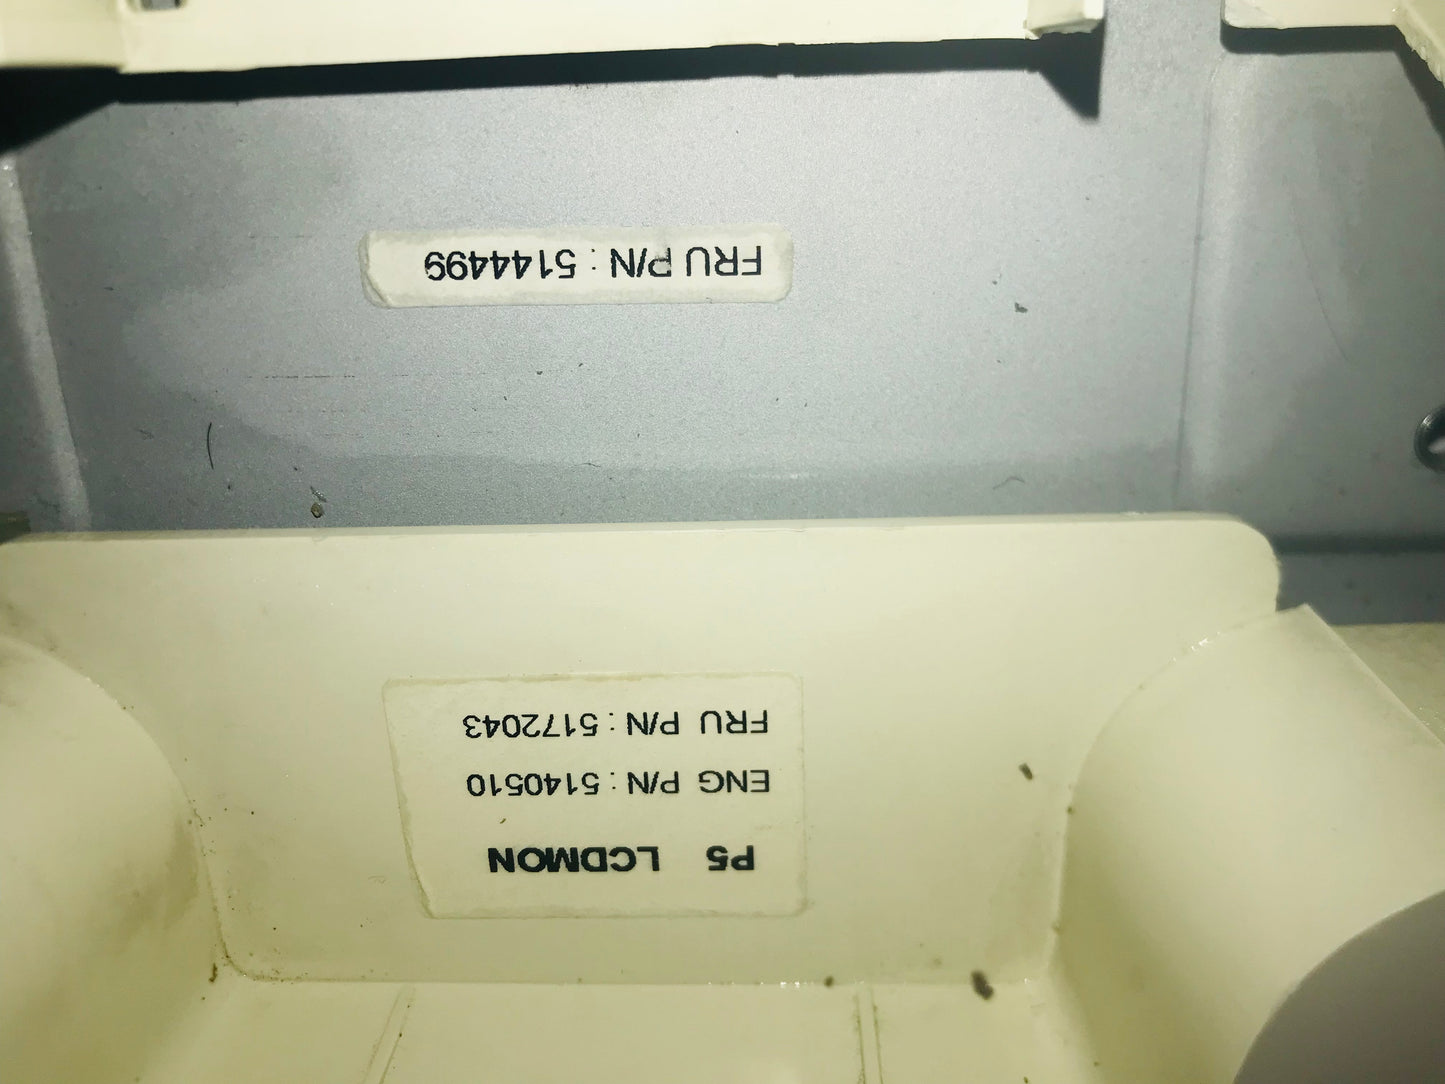 P5 LCDMON
ENG P/N : 5140510
FRU P/N : 5172043
FRU P/N : 5144499